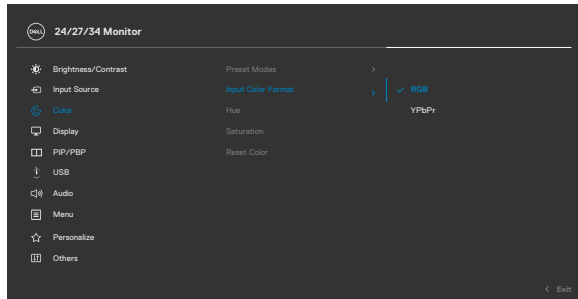 DELL 24/27/34 Monitor
Brightness/Contrast
Input Source
Color
Display
PIP/PBP
USB
Audio
Menu
Personalize
Others
Preset Modes >
Input Color Format >
Hue
Saturation
Reset Color
✓ RGB
YPbPr
< Exit